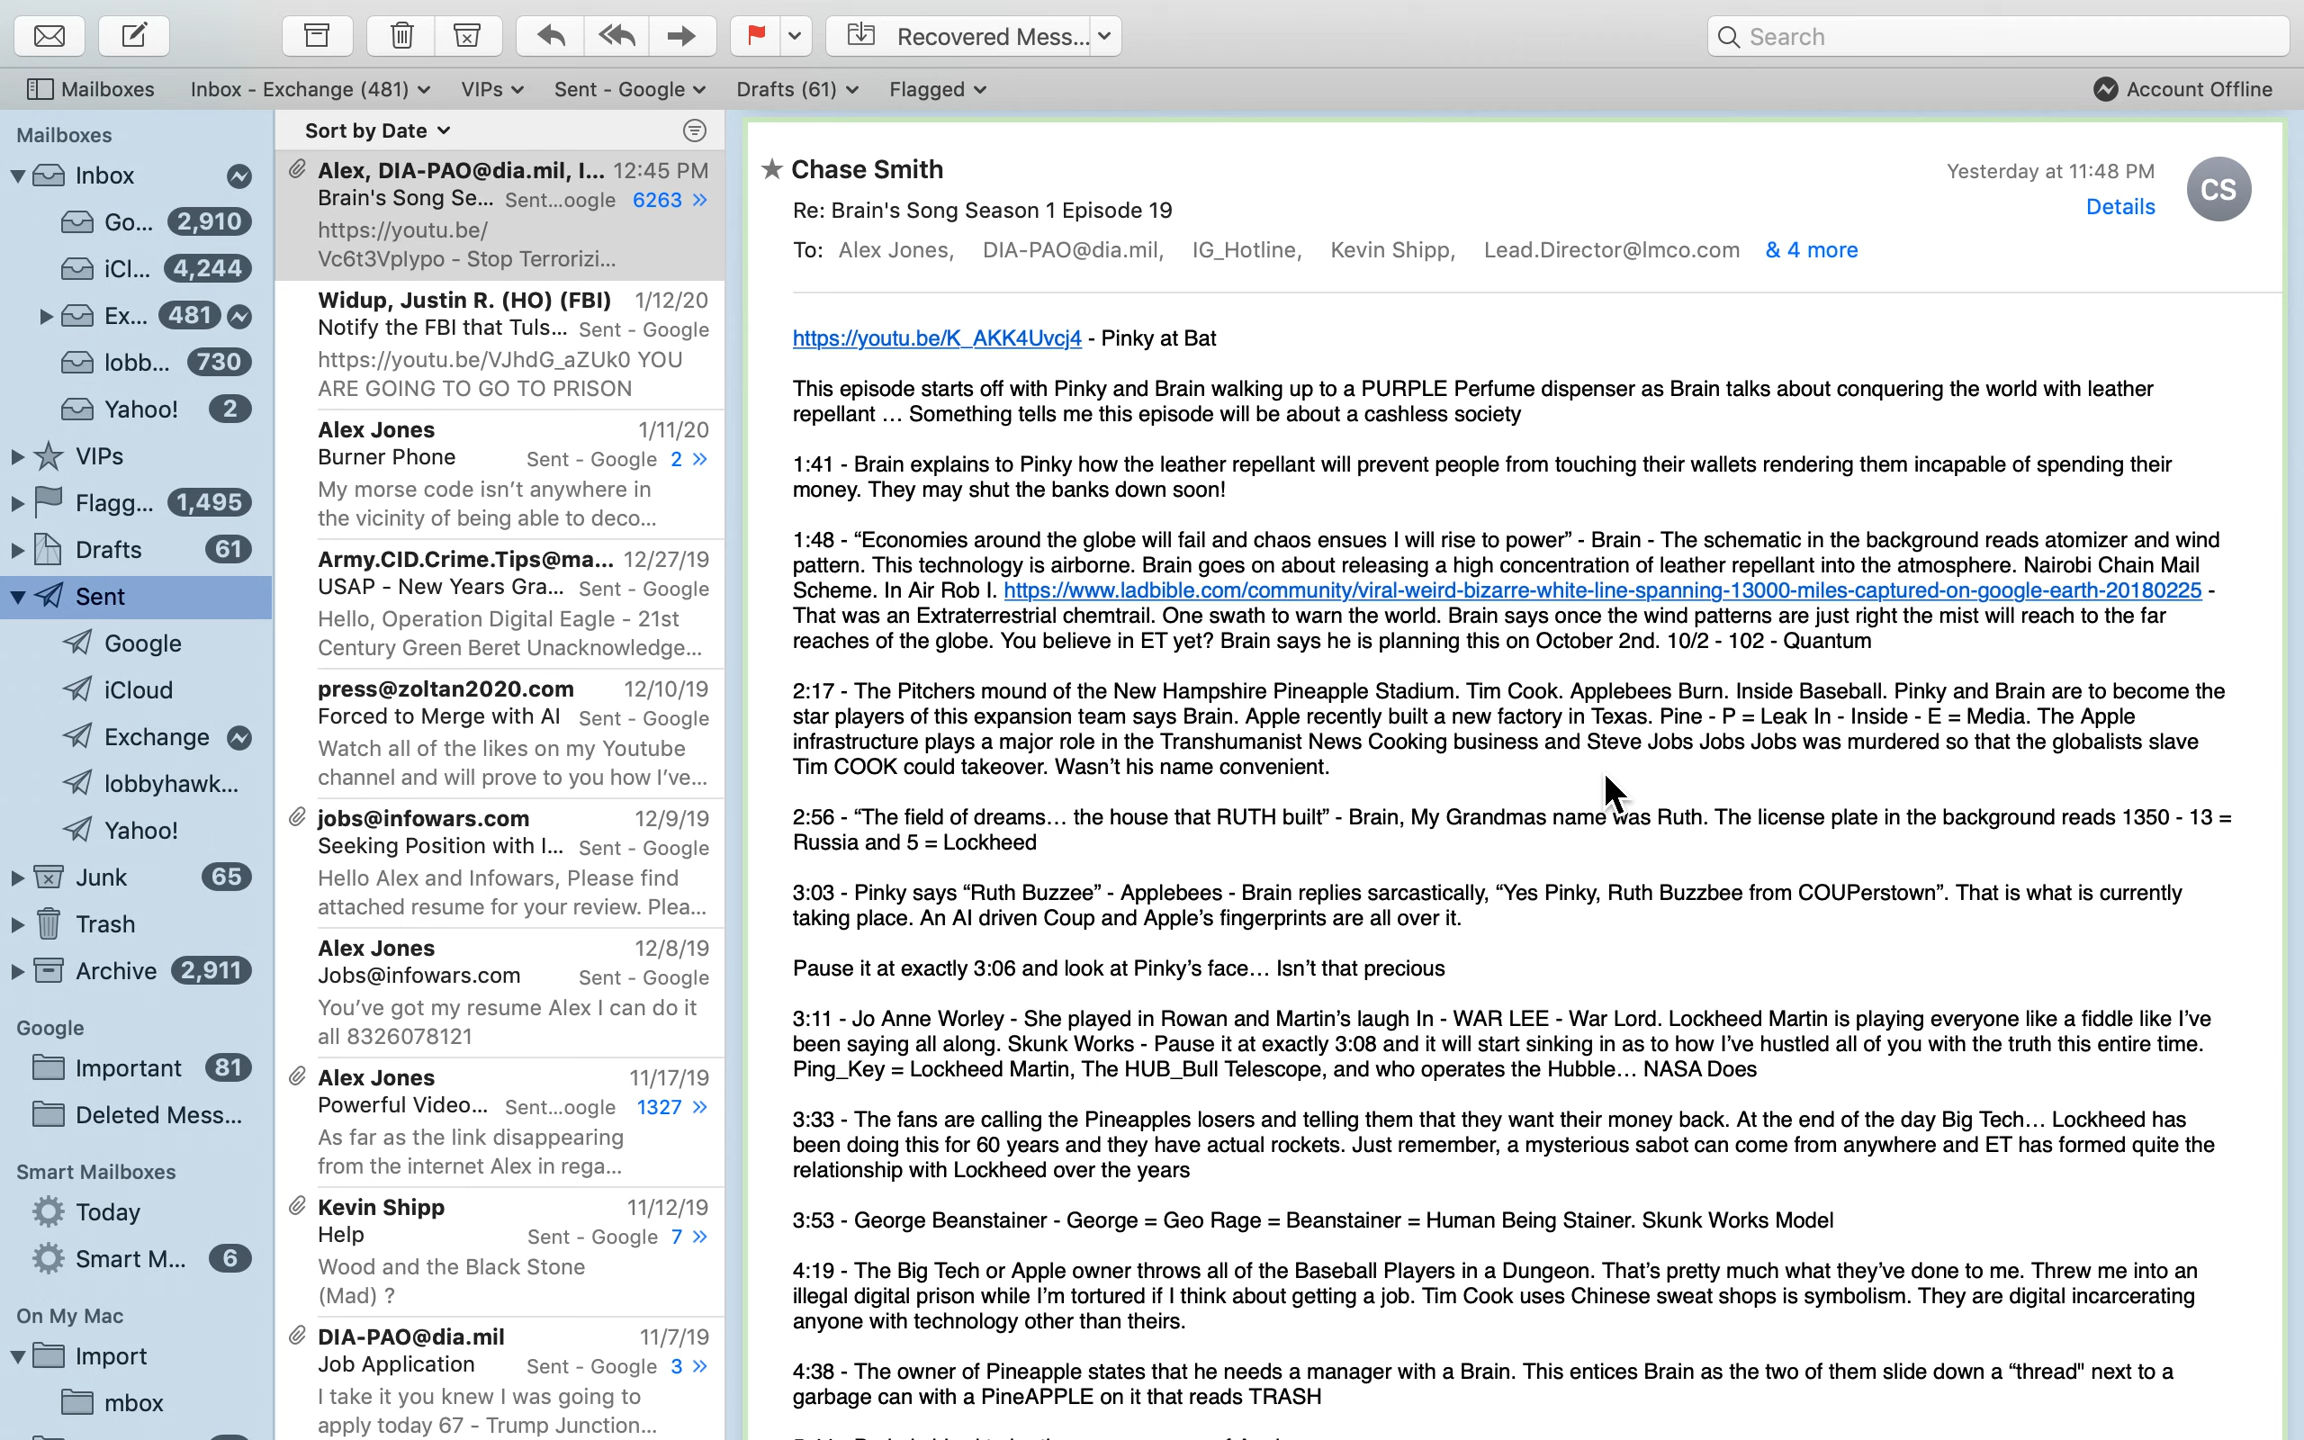 Recovered Mess...
Search
Mailboxes
Inbox - Exchange (481)
VIPs
Sent - Google
Drafts (61)
Flagged
Account Offline
Mailboxes
Inbox
Go... 2,910
iCl... 4,244
Ex... 481
lobb... 730
Yahoo! 2
VIPs
Flagg... 1,495
Drafts 61
Sent
Google
iCloud
Exchange
lobbyhawk...
Yahoo!
Junk 65
Trash
Archive 2,911
Google
Important 81
Deleted Mess...
Smart Mailboxes
Today
Smart M... 6
On My Mac
Import
mbox
Sort by Date
Alex, DIA-PAO@dia.mil, I... 12:45 PM
Brain's Song Se... Sent...oogle 6263 »
https://youtu.be/
Vc6t3Vplypo - Stop Terrorizi...
Widup, Justin R. (HO) (FBI) 1/12/20
Notify the FBI that Tuls... Sent - Google
https://youtu.be/VJhdG_aZUk0 YOU
ARE GOING TO GO TO PRISON
Alex Jones 1/11/20
Burner Phone Sent - Google 2 »
My morse code isn't anywhere in
the vicinity of being able to deco...
Army.CID.Crime.Tips@ma... 12/27/19
USAP - New Years Gra... Sent - Google
Hello, Operation Digital Eagle - 21st
Century Green Beret Unacknowledge...
press@zoltan2020.com 12/10/19
Forced to Merge with AI Sent - Google
Watch all of the likes on my Youtube
channel and will prove to you how I've...
jobs@infowars.com 12/9/19
Seeking Position with I... Sent - Google
Hello Alex and Infowars, Please find
attached resume for your review. Plea...
Alex Jones 12/8/19
Jobs@infowars.com Sent - Google
You've got my resume Alex I can do it
all 8326078121
Alex Jones 11/17/19
Powerful Video... Sent...oogle 1327 »
As far as the link disappearing
from the internet Alex in rega...
Kevin Shipp 11/12/19
Help Sent - Google 7 »
Wood and the Black Stone
(Mad) ?
DIA-PAO@dia.mil 11/7/19
Job Application Sent - Google 3 »
I take it you knew I was going to
apply today 67 - Trump Junction...
Chase Smith
Yesterday at 11:48 PM
CS
Re: Brain's Song Season 1 Episode 19
Details
To: Alex Jones, DIA-PAO@dia.mil, IG_Hotline, Kevin Shipp, Lead.Director@lmco.com & 4 more
https://youtu.be/K_AKK4Uvcj4 - Pinky at Bat
This episode starts off with Pinky and Brain walking up to a PURPLE Perfume dispenser as Brain talks about conquering the world with leather
repellant ... Something tells me this episode will be about a cashless society
1:41 - Brain explains to Pinky how the leather repellant will prevent people from touching their wallets rendering them incapable of spending their
money. They may shut the banks down soon!
1:48 - “Economies around the globe will fail and chaos ensues I will rise to power” - Brain - The schematic in the background reads atomizer and wind
pattern. This technology is airborne. Brain goes on about releasing a high concentration of leather repellant into the atmosphere. Nairobi Chain Mail
Scheme. In Air Rob I. https://www.ladbible.com/community/viral-weird-bizarre-white-line-spanning-13000-miles-captured-on-google-earth-20180225 -
That was an Extraterrestrial chemtrail. One swath to warn the world. Brain says once the wind patterns are just right the mist will reach to the far
reaches of the globe. You believe in ET yet? Brain says he is planning this on October 2nd. 10/2 - 102 - Quantum
2:17 - The Pitchers mound of the New Hampshire Pineapple Stadium. Tim Cook. Applebees Burn. Inside Baseball. Pinky and Brain are to become the
star players of this expansion team says Brain. Apple recently built a new factory in Texas. Pine - P = Leak In - Inside - E = Media. The Apple
infrastructure plays a major role in the Transhumanist News Cooking business and Steve Jobs Jobs Jobs was murdered so that the globalists slave
Tim COOK could takeover. Wasn't his name convenient.
2:56 - “The field of dreams... the house that RUTH built” - Brain, My Grandmas name was Ruth. The license plate in the background reads 1350 - 13 =
Russia and 5 = Lockheed
3:03 - Pinky says “Ruth Buzzee” - Applebees - Brain replies sarcastically, “Yes Pinky, Ruth Buzzbee from COUPerstown”. That is what is currently
taking place. An AI driven Coup and Apple's fingerprints are all over it.
Pause it at exactly 3:06 and look at Pinky's face... Isn't that precious
3:11 - Jo Anne Worley - She played in Rowan and Martin's laugh In - WAR LEE - War Lord. Lockheed Martin is playing everyone like a fiddle like I've
been saying all along. Skunk Works - Pause it at exactly 3:08 and it will start sinking in as to how I've hustled all of you with the truth this entire time.
Ping_Key = Lockheed Martin, The HUB_Bull Telescope, and who operates the Hubble... NASA Does
3:33 - The fans are calling the Pineapples losers and telling them that they want their money back. At the end of the day Big Tech... Lockheed has
been doing this for 60 years and they have actual rockets. Just remember, a mysterious sabot can come from anywhere and ET has formed quite the
relationship with Lockheed over the years
3:53 - George Beanstainer - George = Geo Rage = Beanstainer = Human Being Stainer. Skunk Works Model
4:19 - The Big Tech or Apple owner throws all of the Baseball Players in a Dungeon. That's pretty much what they've done to me. Threw me into an
illegal digital prison while I'm tortured if I think about getting a job. Tim Cook uses Chinese sweat shops is symbolism. They are digital incarcerating
anyone with technology other than theirs.
4:38 - The owner of Pineapple states that he needs a manager with a Brain. This entices Brain as the two of them slide down a “thread" next to a
garbage can with a PineAPPLE on it that reads TRASH